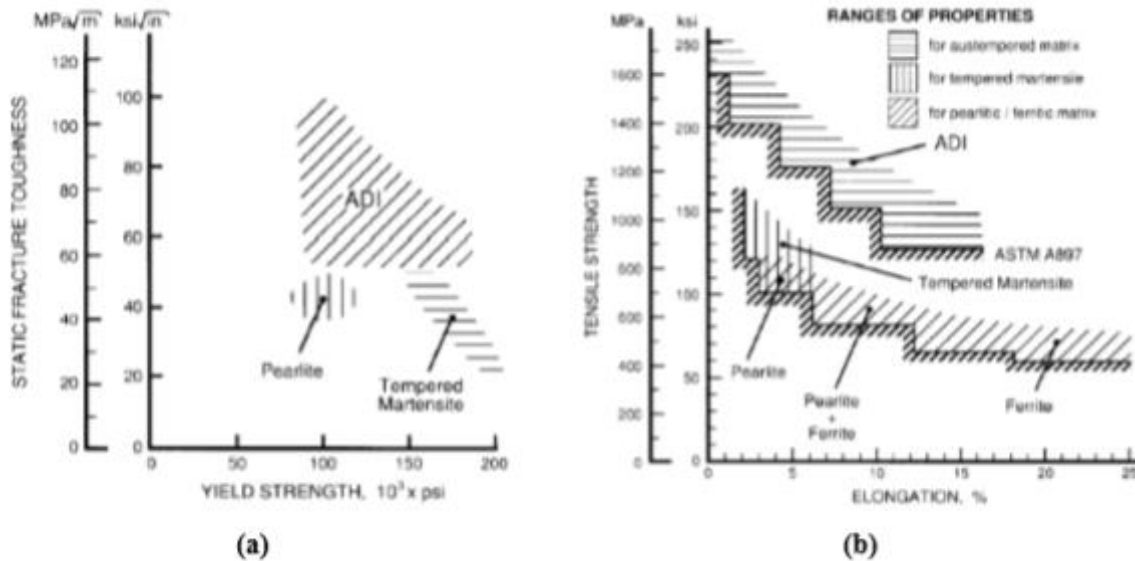 MPa√m ksi√in
120
100
80
60
40
20
0
100
80
60
40
20
0
STATIC FRACTURE TOUGHNESS
ADI
Pearlite
Tempered
Martensite
0 50 100 150 200
YIELD STRENGTH, 10³ x psi
(a)
RANGES OF PROPERTIES
for austempered matrix
for tempered martensite
for pearlitic / ferritic matrix
MPa ksi
1600
1400
1200
1000
800
600
400
200
0
250
200
150
100
50
0
TENSILE STRENGTH
ADI
ASTM A897
Tempered Martensite
Pearlite
Pearlite
+
Ferrite
Ferrite
0 5 10 15 20 25
ELONGATION, %
(b)